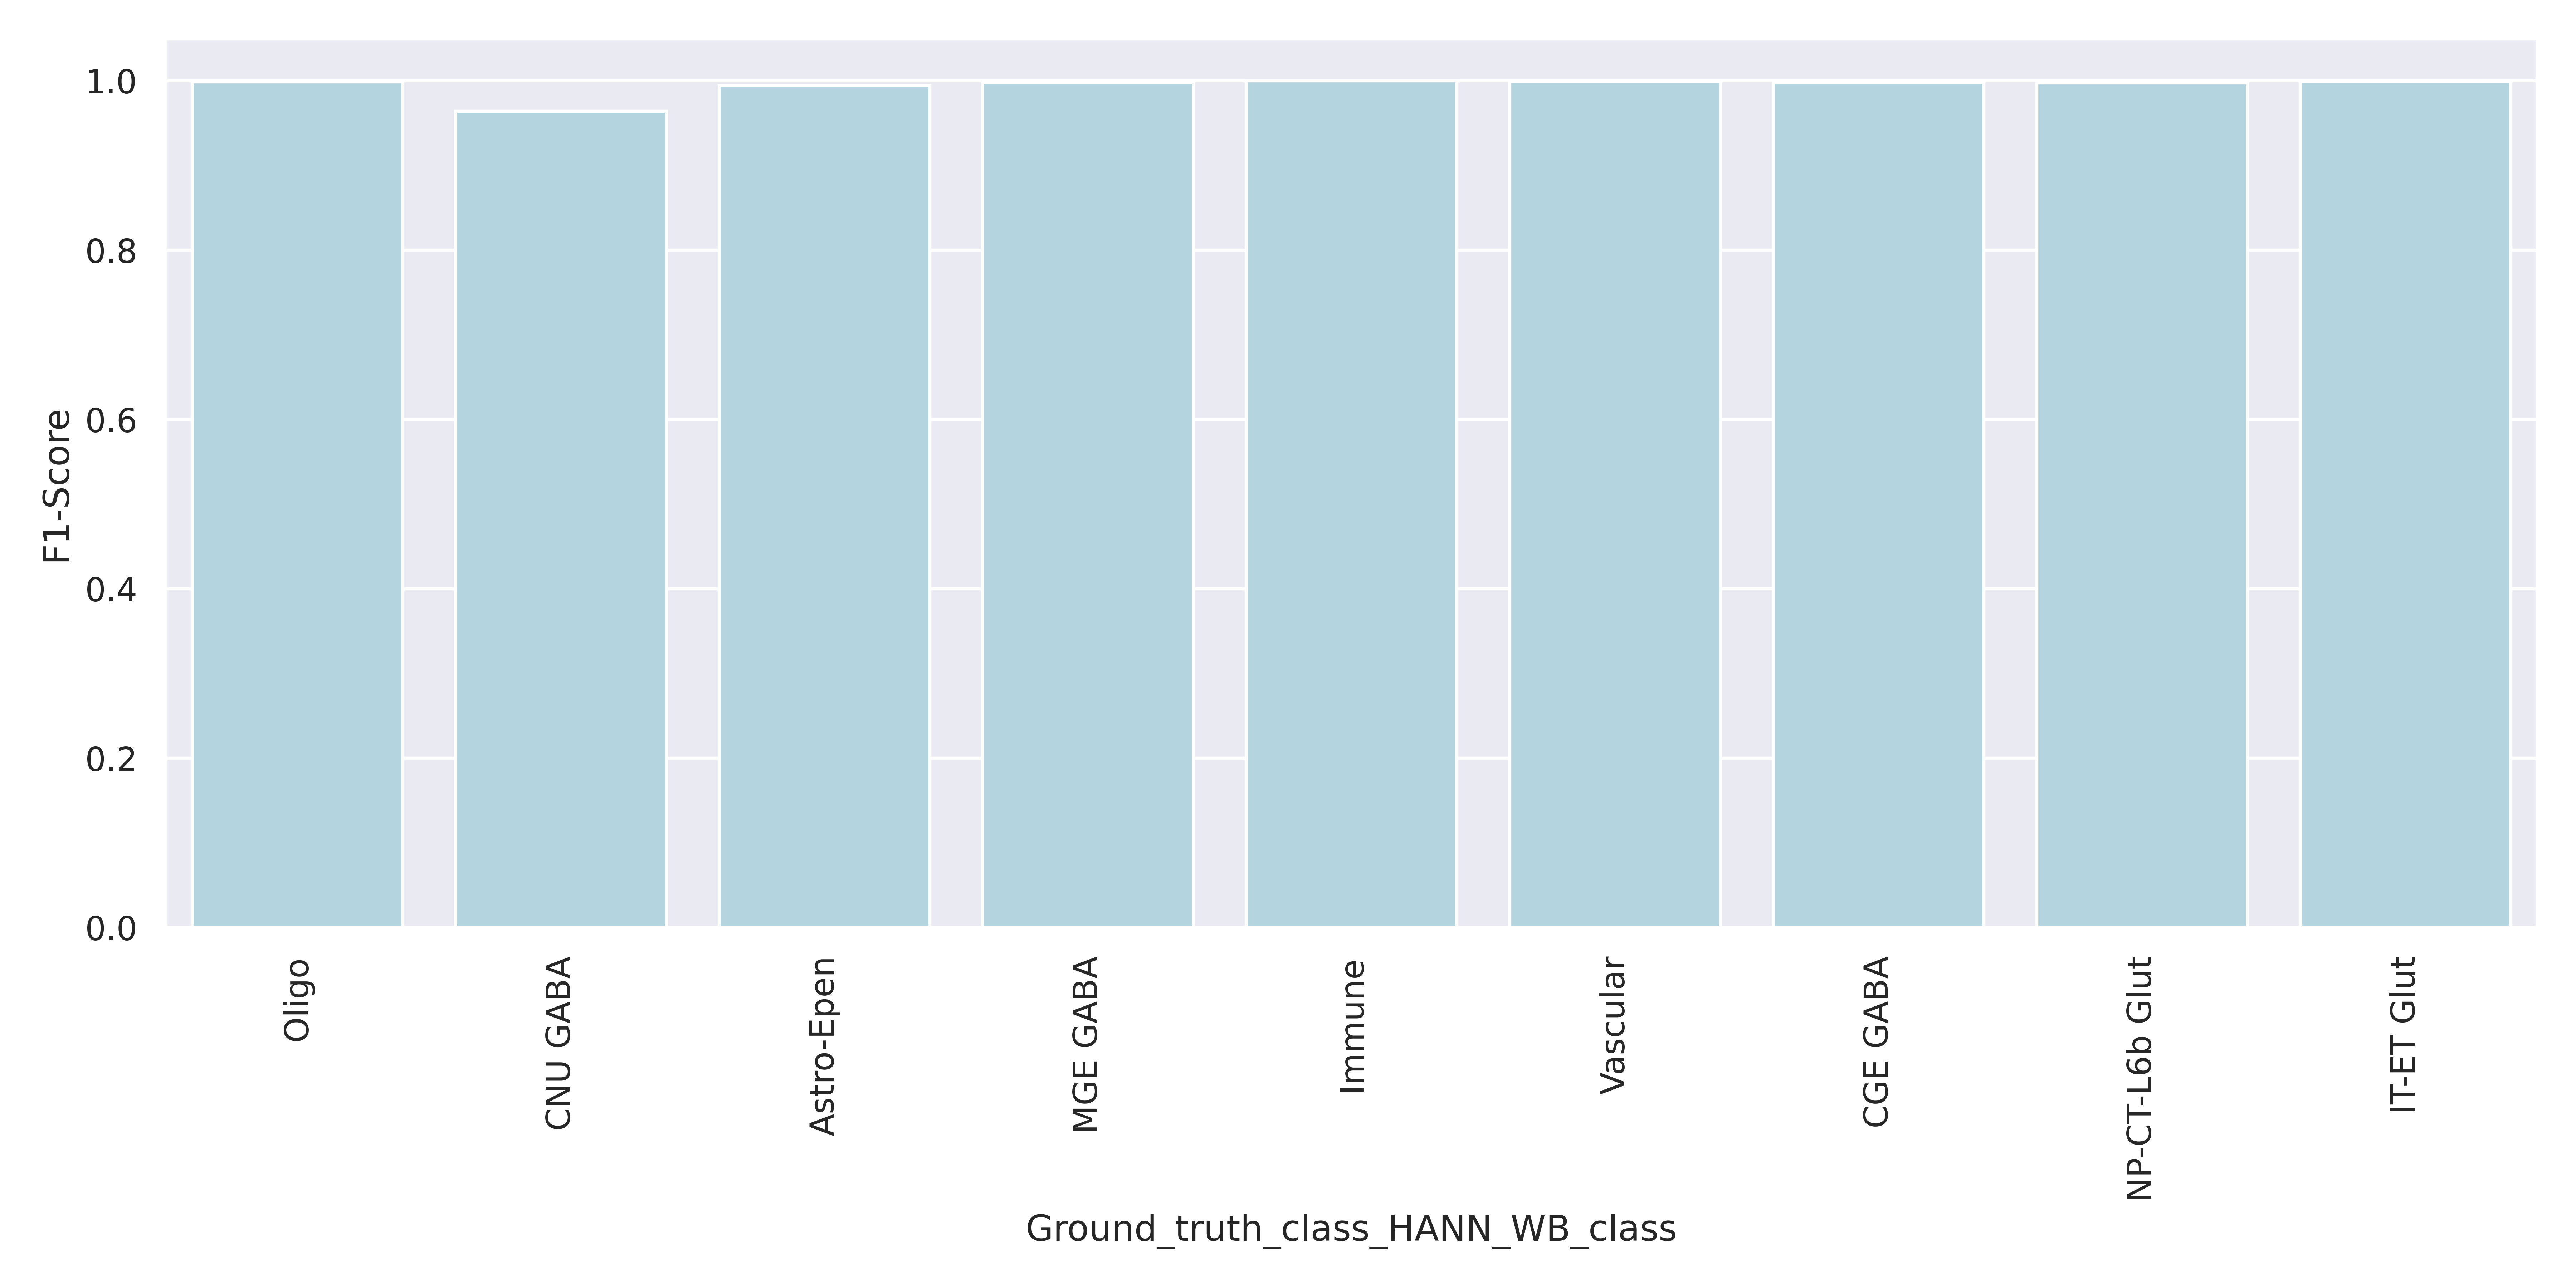 F1-Score
1.0
0.8
0.6
0.4
0.2
0.0
Oligo
CNU GABA
Astro-Epen
MGE GABA
Immune
Vascular
CGE GABA
NP-CT-L6b Glut
IT-ET Glut
Ground_truth_class_HANN_WB_class